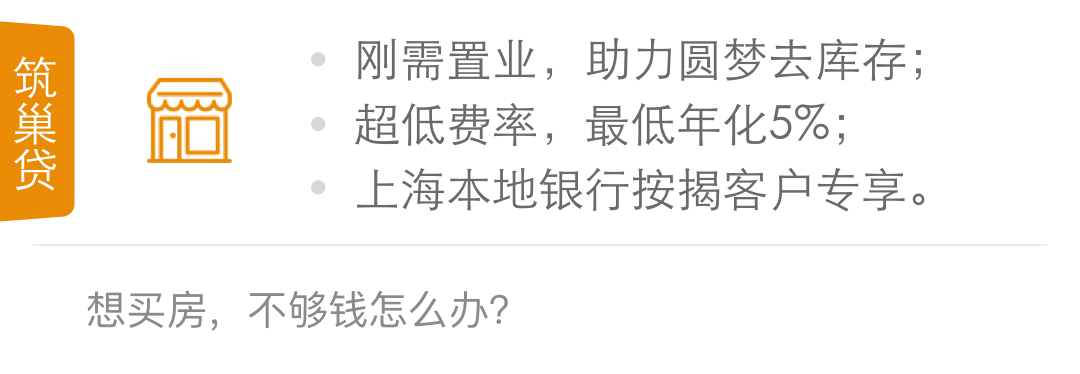 筑巢贷
刚需置业，助力圆梦去库存；
超低费率，最低年化5%；
上海本地银行按揭客户专享。
想买房，不够钱怎么办?